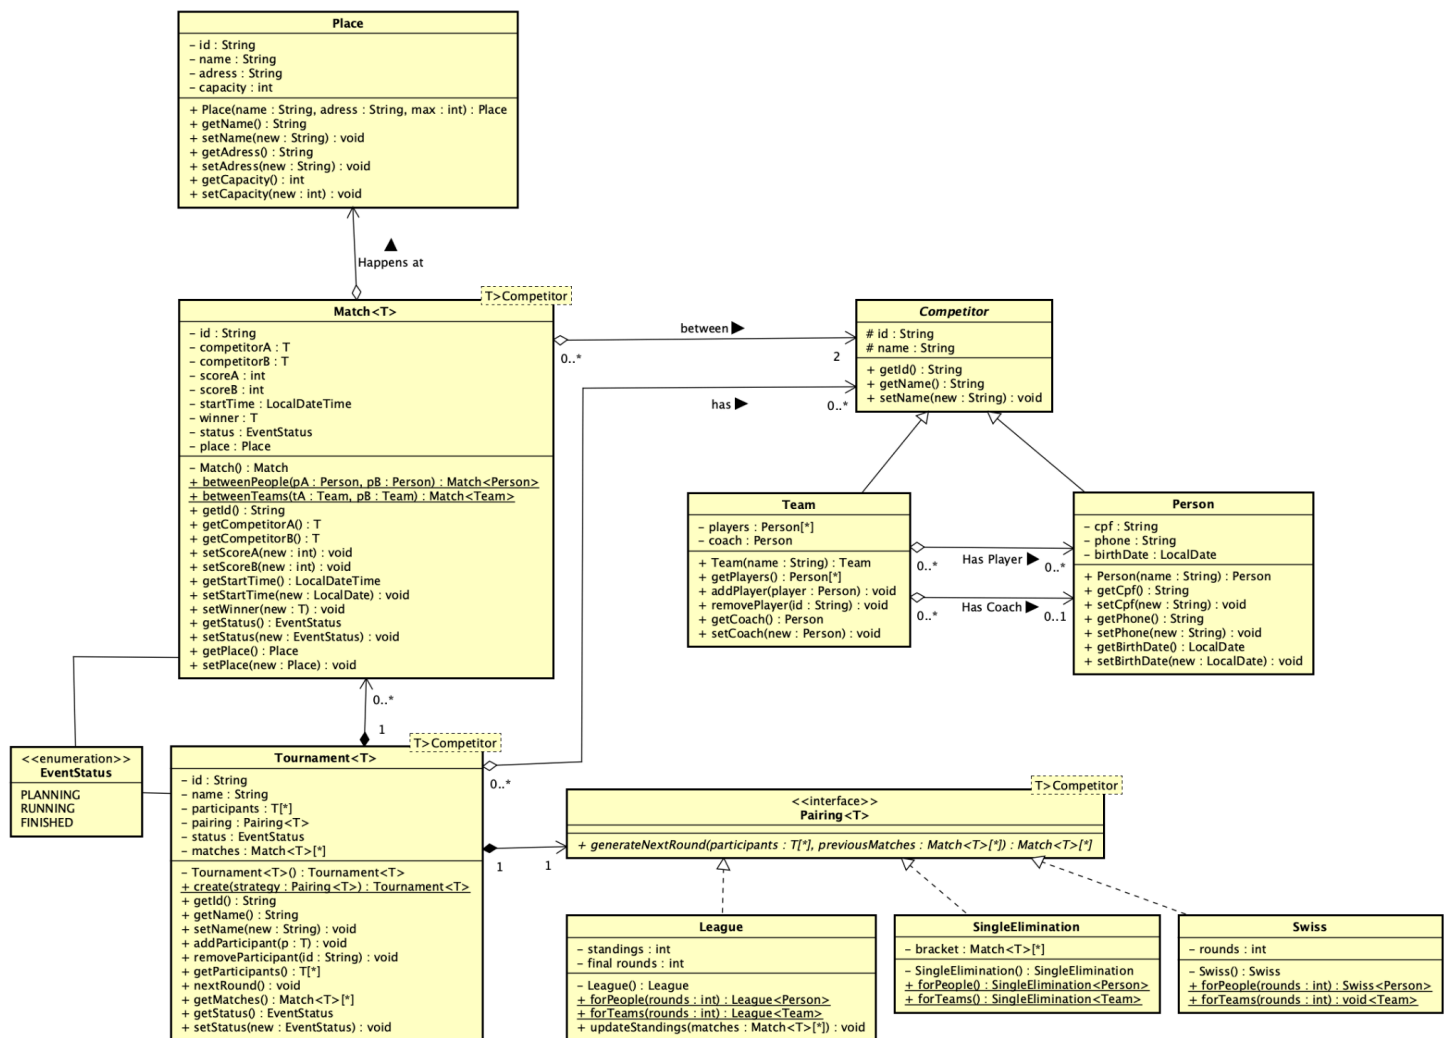 Place
– id : String
– name : String
– adress : String
– capacity : int
+ Place(name : String, adress : String, max : int) : Place
+ getName() : String
+ setName(new : String) : void
+ getAdress() : String
+ setAdress(new : String) : void
+ getCapacity() : int
+ setCapacity(new : int) : void
Happens at
T>Competitor
Match<T>
– id : String
– competitorA : T
– competitorB : T
– scoreA : int
– scoreB : int
– startTime : LocalDateTime
– winner : T
– status : EventStatus
– place : Place
– Match() : Match
+ betweenPeople(pA : Person, pB : Person) : Match<Person>
+ betweenTeams(tA : Team, pB : Team) : Match<Team>
+ getId() : String
+ getCompetitorA() : T
+ getCompetitorB() : T
+ setScoreA(new : int) : void
+ setScoreB(new : int) : void
+ getStartTime() : LocalDateTime
+ setStartTime(new : LocalDate) : void
+ setWinner(new : T) : void
+ getStatus() : EventStatus
+ setStatus(new : EventStatus) : void
+ getPlace() : Place
+ setPlace(new : Place) : void
between
0..*
2
has
0..*
Competitor
# id : String
# name : String
+ getId() : String
+ getName() : String
+ setName(new : String) : void
Team
– players : Person[*]
– coach : Person
+ Team(name : String) : Team
+ getPlayers() : Person[*]
+ addPlayer(player : Person) : void
+ removePlayer(id : String) : void
+ getCoach() : Person
+ setCoach(new : Person) : void
0..*
Has Player
0..*
0..*
Has Coach
0..1
Person
– cpf : String
– phone : String
– birthDate : LocalDate
+ Person(name : String) : Person
+ getCpf() : String
+ setCpf(new : String) : void
+ getPhone() : String
+ setPhone(new : String) : void
+ getBirthDate() : LocalDate
+ setBirthDate(new : LocalDate) : void
0..*
1
<<enumeration>>
EventStatus
PLANNING
RUNNING
FINISHED
T>Competitor
Tournament<T>
– id : String
– name : String
– participants : T[*]
– pairing : Pairing<T>
– status : EventStatus
– matches : Match<T>[*]
– Tournament<T>() : Tournament<T>
+ create(strategy : Pairing<T>) : Tournament<T>
+ getId() : String
+ getName() : String
+ setName(new : String) : void
+ addParticipant(p : T) : void
+ removeParticipant(id : String) : void
+ getParticipants() : T[*]
+ nextRound() : void
+ getMatches() : Match<T>[*]
+ getStatus() : EventStatus
+ setStatus(new : EventStatus) : void
0..*
1
1
T>Competitor
<<interface>>
Pairing<T>
+ generateNextRound(participants : T[*], previousMatches : Match<T>[*]) : Match<T>[*]
League
– standings : int
– final rounds : int
– League() : League
+ forPeople(rounds : int) : League<Person>
+ forTeams(rounds : int) : League<Team>
+ updateStandings(matches : Match<T>[*]) : void
SingleElimination
– bracket : Match<T>[*]
– SingleElimination() : SingleElimination
+ forPeople() : SingleElimination<Person>
+ forTeams() : SingleElimination<Team>
Swiss
– rounds : int
– Swiss() : Swiss
+ forPeople(rounds : int) : Swiss<Person>
+ forTeams(rounds : int) : void<Team>